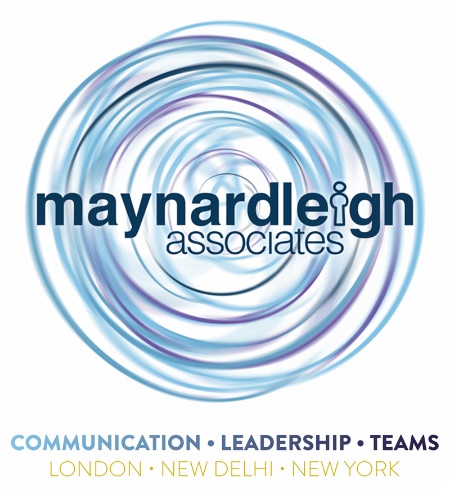 maynardleigh
associates
COMMUNICATION • LEADERSHIP • TEAMS
LONDON • NEW DELHI • NEW YORK